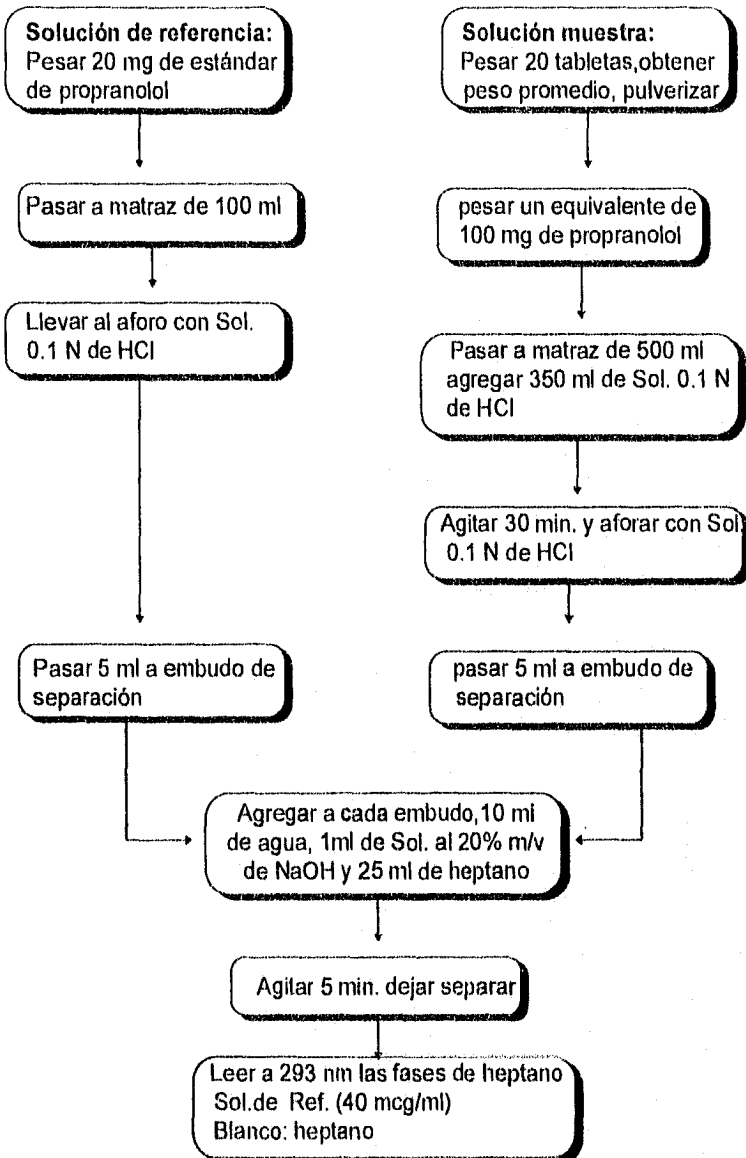 Solución de referencia:
Pesar 20 mg de estándar
de propranolol
Pasar a matraz de 100 ml
Llevar al aforo con Sol.
0.1 N de HCl
Pasar 5 ml a embudo de
separación
Solución muestra:
Pesar 20 tabletas,obtener
peso promedio, pulverizar
pesar un equivalente de
100 mg de propranolol
Pasar a matraz de 500 ml
agregar 350 ml de Sol. 0.1 N
de HCl
Agitar 30 min. y aforar con Sol.
0.1 N de HCl
pasar 5 ml a embudo de
separación
Agregar a cada embudo,10 ml
de agua, 1ml de Sol. al 20% m/v
de NaOH y 25 ml de heptano
Agitar 5 min. dejar separar
Leer a 293 nm las fases de heptano
Sol.de Ref. (40 mcg/ml)
Blanco: heptano